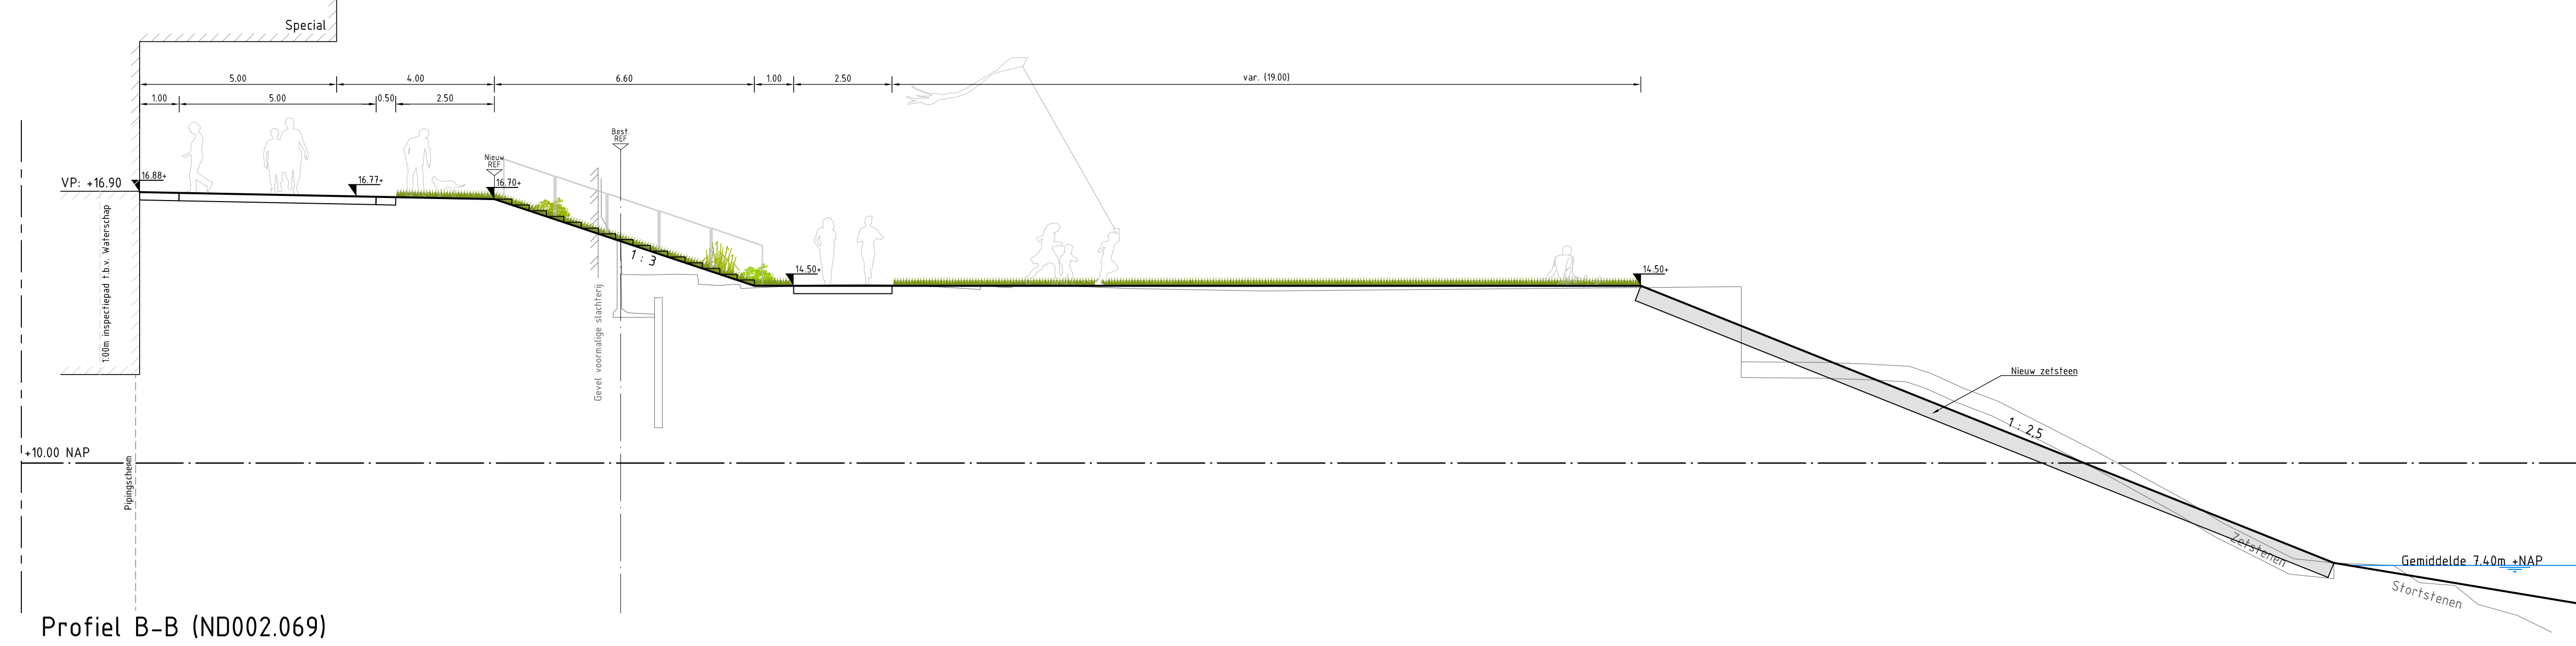 Special
5.00
4.00
6.60
1.00
2.50
var. (19.00)
1.00
5.00
0.50
2.50
Best.
REF
Nieuw
REF
VP: +16.90
16.88+
16.77+
16.70+
1.00m inspectiepad t.b.v. Waterschap
1 : 3
14.50+
14.50+
Gevel voormalige slachterij
Nieuw zetsteen
1 : 2,5
+10.00 NAP
Pipingscherm
Zetstenen
Gemiddelde 7.40m +NAP
Stortstenen
Profiel B-B (ND002.069)